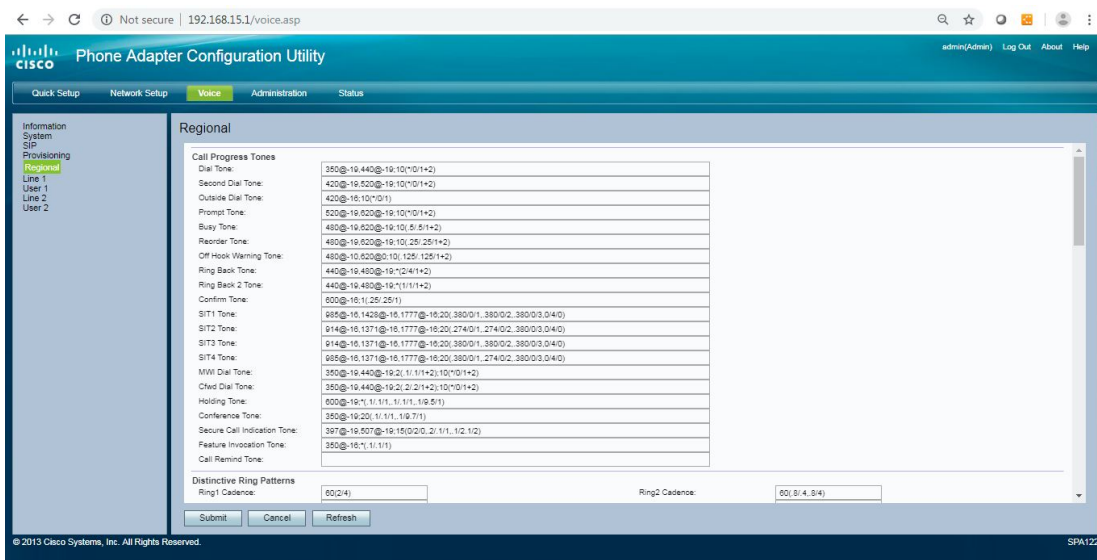 Not secure | 192.168.15.1/voice.asp
cisco Phone Adapter Configuration Utility
admin(Admin) Log Out About Help
Quick Setup Network Setup Voice Administration Status
Information
System
SIP
Provisioning
Regional
Line 1
User 1
Line 2
User 2
Regional
Call Progress Tones
Dial Tone: 350@-19,440@-19;10(*/0/1+2)
Second Dial Tone: 420@-19,520@-19;10(*/0/1+2)
Outside Dial Tone: 420@-16;10(*/0/1)
Prompt Tone: 520@-19,620@-19;10(*/0/1+2)
Busy Tone: 480@-19,620@-19;10(.5/.5/1+2)
Reorder Tone: 480@-19,620@-19;10(.25/.25/1+2)
Off Hook Warning Tone: 480@-10,620@0;10(.125/.125/1+2)
Ring Back Tone: 440@-19,480@-19;*(2/4/1+2)
Ring Back 2 Tone: 440@-19,480@-19;*(1/1/1+2)
Confirm Tone: 600@-16;1(.25/.25/1)
SIT1 Tone: 985@-16,1428@-16,1777@-16;20(.380/0/1,.380/0/2,.380/0/3,0/4/0)
SIT2 Tone: 914@-16,1371@-16,1777@-16;20(.274/0/1,.274/0/2,.380/0/3,0/4/0)
SIT3 Tone: 914@-16,1371@-16,1777@-16;20(.380/0/1,.380/0/2,.380/0/3,0/4/0)
SIT4 Tone: 985@-16,1371@-16,1777@-16;20(.380/0/1,.274/0/2,.380/0/3,0/4/0)
MWI Dial Tone: 350@-19,440@-19;2(.1/.1/1+2);10(*/0/1+2)
Cfwd Dial Tone: 350@-19,440@-19;2(.2/.2/1+2);10(*/0/1+2)
Holding Tone: 600@-19;*(.1/.1/1,.1/.1/1,.1/9.5/1)
Conference Tone: 350@-19;20(.1/.1/1,.1/9.7/1)
Secure Call Indication Tone: 397@-19,507@-19;15(0/2/0,.2/.1/1,.1/2.1/2)
Feature Invocation Tone: 350@-16;*(.1/.1/1)
Call Remind Tone:
Distinctive Ring Patterns
Ring1 Cadence: 60(2/4) Ring2 Cadence: 60(.8/.4,.8/4)
Submit Cancel Refresh
© 2013 Cisco Systems, Inc. All Rights Reserved. SPA122